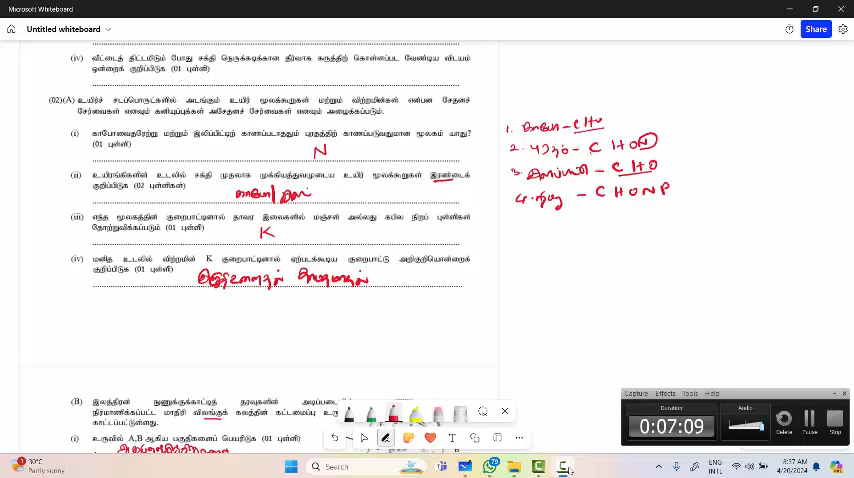 Microsoft Whiteboard
Untitled whiteboard
Share
(iv) வீட்டைத் திட்டமிடும் போது சக்தி நெருக்கடிக்கான தீர்வாக கருத்திற் கொள்ளப்பட வேண்டிய விடயம்
ஒன்றைக் குறிப்பிடுக (01 புள்ளி)
(02)(A) உயிர்ச் சடப்பொருட்களில் அடங்கும் உயிர் மூலக்கூறுகள் மற்றும் விற்றமின்கள் என்பன சேதனச்
சேர்வைகள் எனவும் கனியுப்புக்கள் அசேதனச் சேர்வைகள் எனவும் அழைக்கப்படும்.
(i) காபோவைதரேற்று மற்றும் இலிப்பிட்டிற் காணப்படாததும் புரதத்திற் காணப்படுவதுமான மூலகம் யாது?
(01 புள்ளி)
N
(ii) உயிரங்கிகளின் உடலில் சக்தி முதலாக முக்கியத்துவமுடைய உயிர் மூலக்கூறுகள் இரண்டைக்
குறிப்பிடுக (02 புள்ளிகள்)
(iii) எந்த மூலகத்தின் குறைபாட்டினால் தாவர இலைகளில் மஞ்சள் அல்லது கபில நிறப் புள்ளிகள்
தோற்றுவிக்கப்படும் (01 புள்ளி)
K
(iv) மனித உடலில் விற்றமின் K குறைபாட்டினால் ஏற்படக்கூடிய குறைபாட்டு அறிகுறியொன்றைக்
குறிப்பிடுக (01 புள்ளி)
1. – CHO
2. புரதம் – C H O N
3. – C H O
4. – C H O N P
(B) இலத்திரன் நுணுக்குக்காட்டித் தரவுகளின் அடிப்படை
நிர்மாணிக்கப்பட்ட மாதிரி விலங்குக் கலத்தின் கட்டமைப்பு உரு
காட்டப்பட்டுள்ளது.
(i) உருவில் A,B ஆகிய பகுதிகளைப் பெயரிடுக (01 புள்ளி)
Capture Effects Tools Help
Duration
Audio
0:07:09
Delete Pause Stop
30°C
Partly sunny
Search
79
ENG
INTL
8:37 AM
4/20/2024